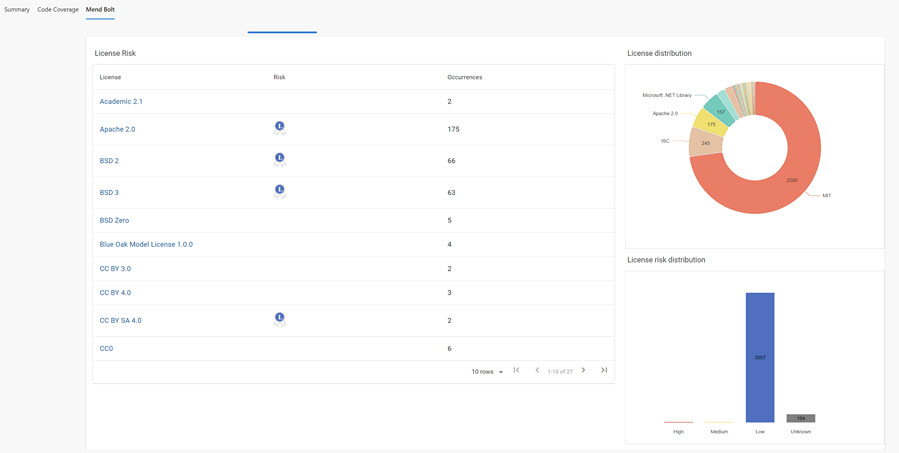 Summary Code Coverage Mend Bolt
License Risk
License Risk Occurrences
Academic 2.1 2
Apache 2.0 L 175
BSD 2 L 66
BSD 3 L 63
BSD Zero 5
Blue Oak Model License 1.0.0 4
CC BY 3.0 2
CC BY 4.0 3
CC BY SA 4.0 L 2
CC0 6
10 rows 1-10 of 27
License distribution
Microsoft .NET Library
157
Apache 2.0
175
ISC
240
MIT
License risk distribution
High Medium Low Unknown